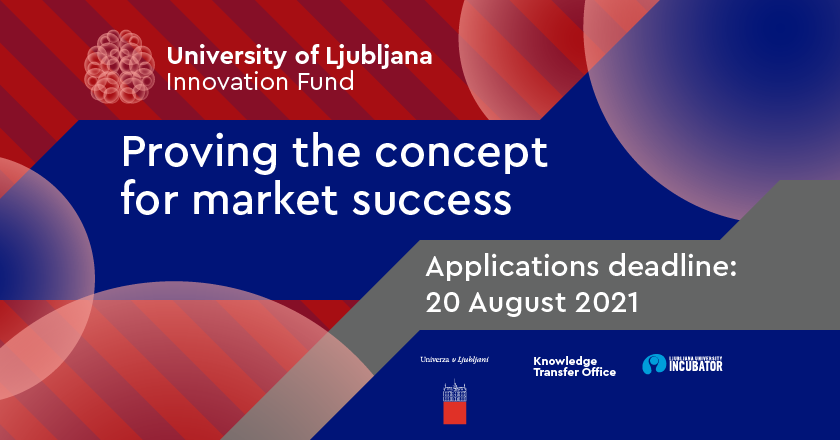 University of Ljubljana
Innovation Fund
Proving the concept
for market success
Applications deadline:
20 August 2021
Univerza v Ljubljani
Knowledge
Transfer Office
LJUBLJANA UNIVERSITY
INCUBATOR